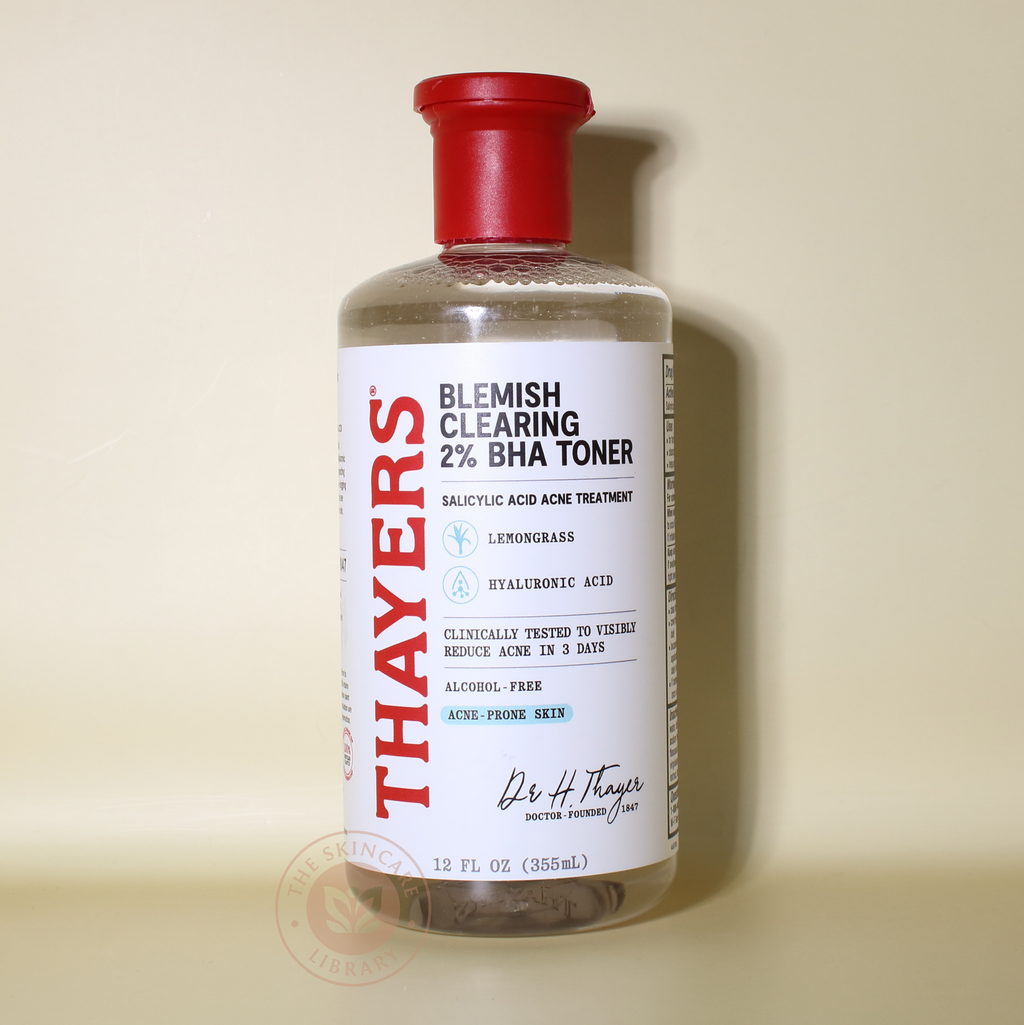 THAYERS®
BLEMISH
CLEARING
2% BHA TONER
SALICYLIC ACID ACNE TREATMENT
LEMONGRASS
HYALURONIC ACID
CLINICALLY TESTED TO VISIBLY
REDUCE ACNE IN 3 DAYS
ALCOHOL-FREE
ACNE-PRONE SKIN
Dr H. Thayer
DOCTOR-FOUNDED 1847
12 FL OZ (355mL)
THE SKINCARE
LIBRARY